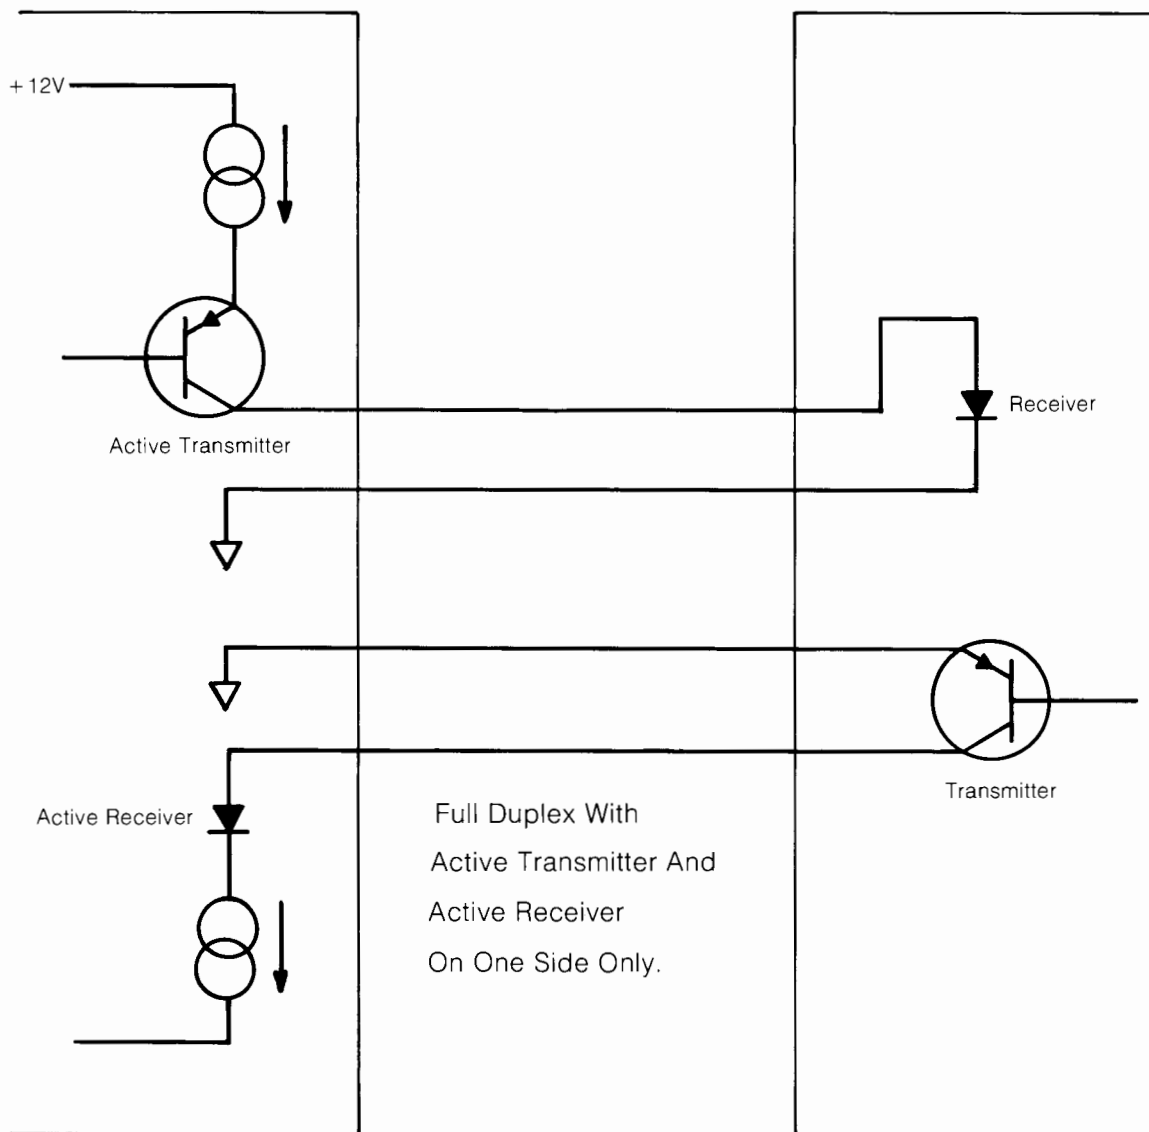 +12V
Active Transmitter
Receiver
Transmitter
Active Receiver
Full Duplex With
Active Transmitter And
Active Receiver
On One Side Only.